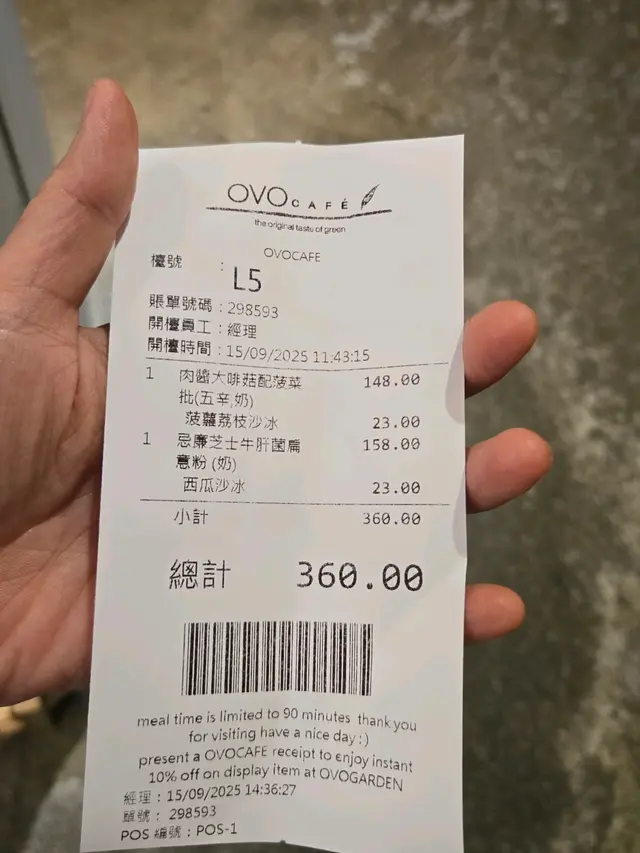 OVO CAFÉ
the original tasts of green
OVOCAFE
檯號 : L5
賬單號碼 : 298593
開檯員工 : 經理
開檯時間 : 15/09/2025 11:43:15
1 肉醬大啡菇配菠菜 148.00
批(五辛,奶)
菠蘿荔枝沙冰 23.00
1 忌廉芝士牛肝菌扁 158.00
意粉 (奶)
西瓜沙冰 23.00
小計 360.00
總計 360.00
meal time is limited to 90 minutes thank you
for visiting have a nice day :)
present a OVOCAFE receipt to enjoy instant
10% off on display item at OVOGARDEN
經理 : 15/09/2025 14:36:27
單號 : 298593
POS 編號 : POS-1